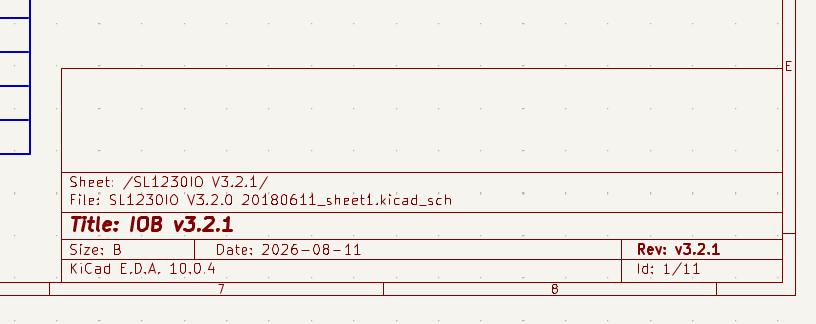 E
Sheet: /SL1230IO V3.2.1/
File: SL1230IO V3.2.0 20180611_sheet1.kicad_sch
Title: IOB v3.2.1
Size: B Date: 2026-08-11 Rev: v3.2.1
KiCad E.D.A. 10.0.4 Id: 1/11
7 8